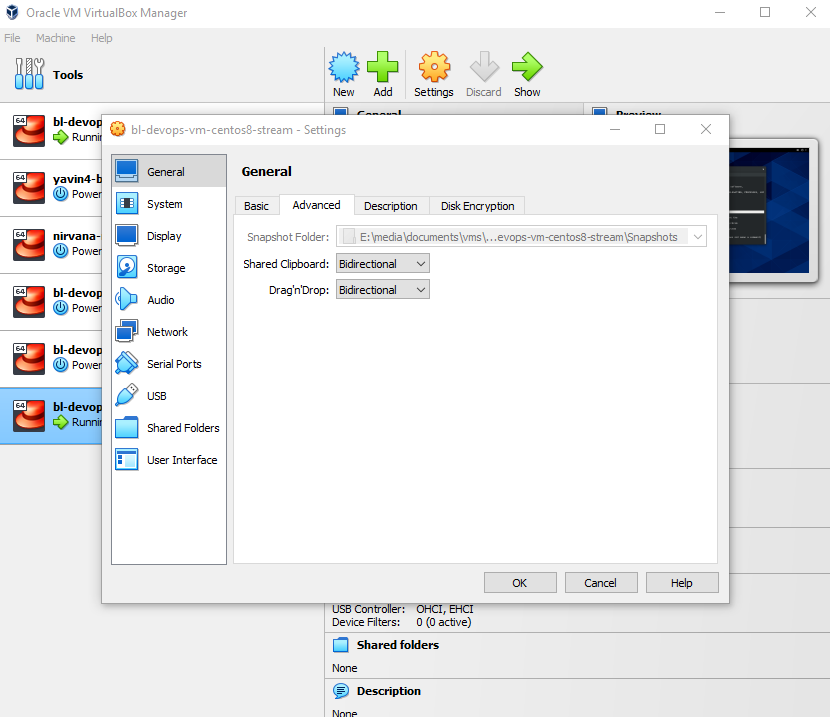 Oracle VM VirtualBox Manager
File Machine Help
Tools
New Add Settings Discard Show
General
Preview
64 bl-devop
Runnin
64 yavin4-b
Power
64 nirvana-
Power
64 bl-devop
Power
64 bl-devop
Power
64 bl-devop
Runnin
bl-devops-vm-centos8-stream - Settings
General
System
Display
Storage
Audio
Network
Serial Ports
USB
Shared Folders
User Interface
General
Basic Advanced Description Disk Encryption
Snapshot Folder: E:\media\documents\vms\...evops-vm-centos8-stream\Snapshots
Shared Clipboard: Bidirectional
Drag'n'Drop: Bidirectional
OK Cancel Help
USB Controller: OHCI, EHCI
Device Filters: 0 (0 active)
Shared folders
None
Description
None